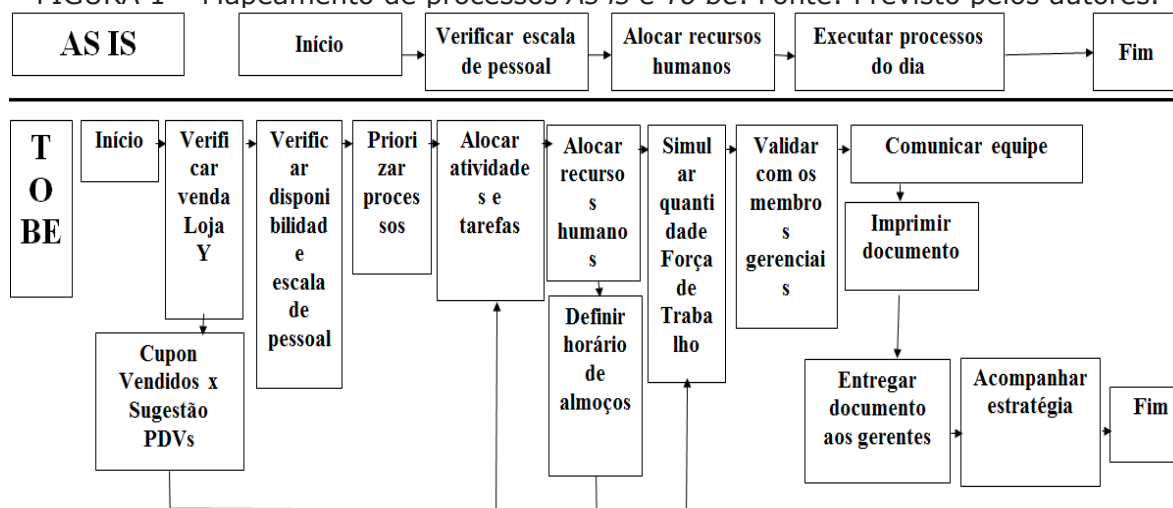 FIGURA 1 – Mapeamento de processos As Is e To be. Fonte: Previsto pelos autores.
AS IS
Início
Verificar escala
de pessoal
Alocar recursos
humanos
Executar processos
do dia
Fim
T
O
BE
Início
Verifi
car
venda
Loja
Y
Verific
ar
disponi
bilidad
e
escala
de
pessoal
Prior
izar
proce
ssos
Alocar
atividade
s e
tarefas
Alocar
recurso
s
humano
s
Simul
ar
quanti
dade
Força
de
Traba
lho
Validar
com os
membro
s
gerenciai
s
Comunicar equipe
Imprimir
documento
Cupon
Vendidos x
Sugestão
PDVs
Definir
horário
de
almoços
Entregar
documento
aos gerentes
Acompanhar
estratégia
Fim